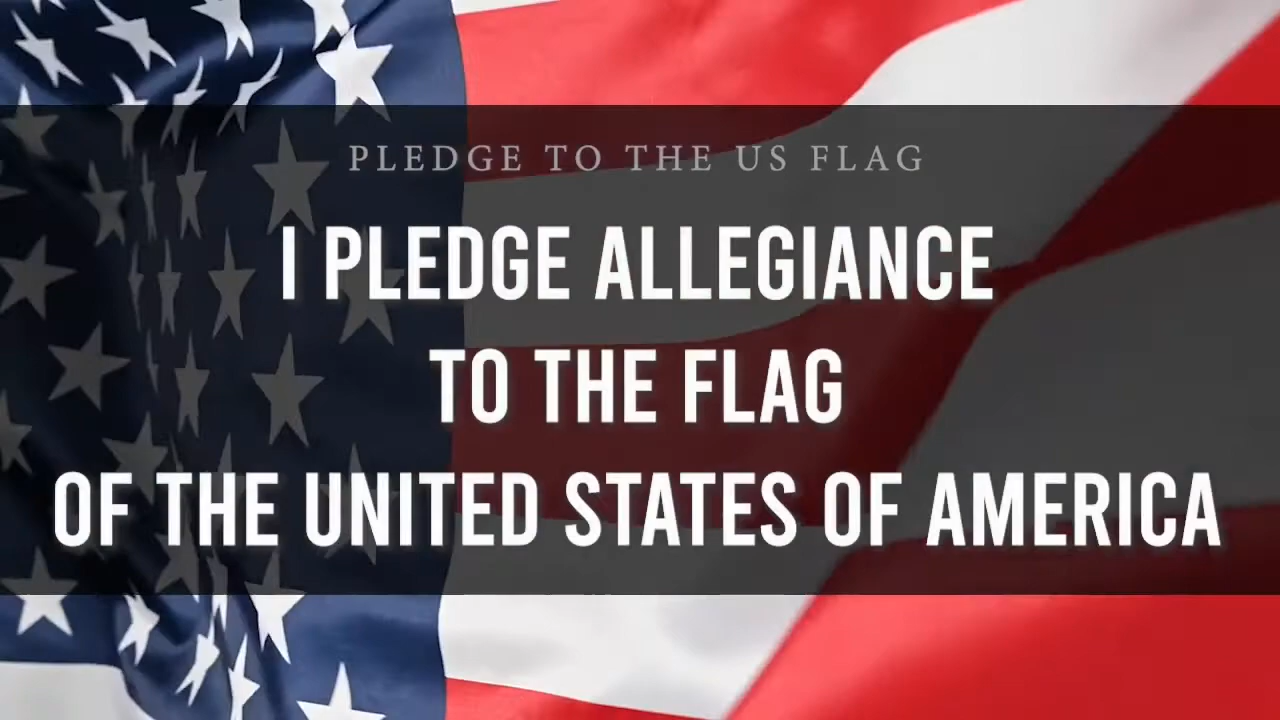 PLEDGE TO THE US FLAG
I PLEDGE ALLEGIANCE
TO THE FLAG
OF THE UNITED STATES OF AMERICA